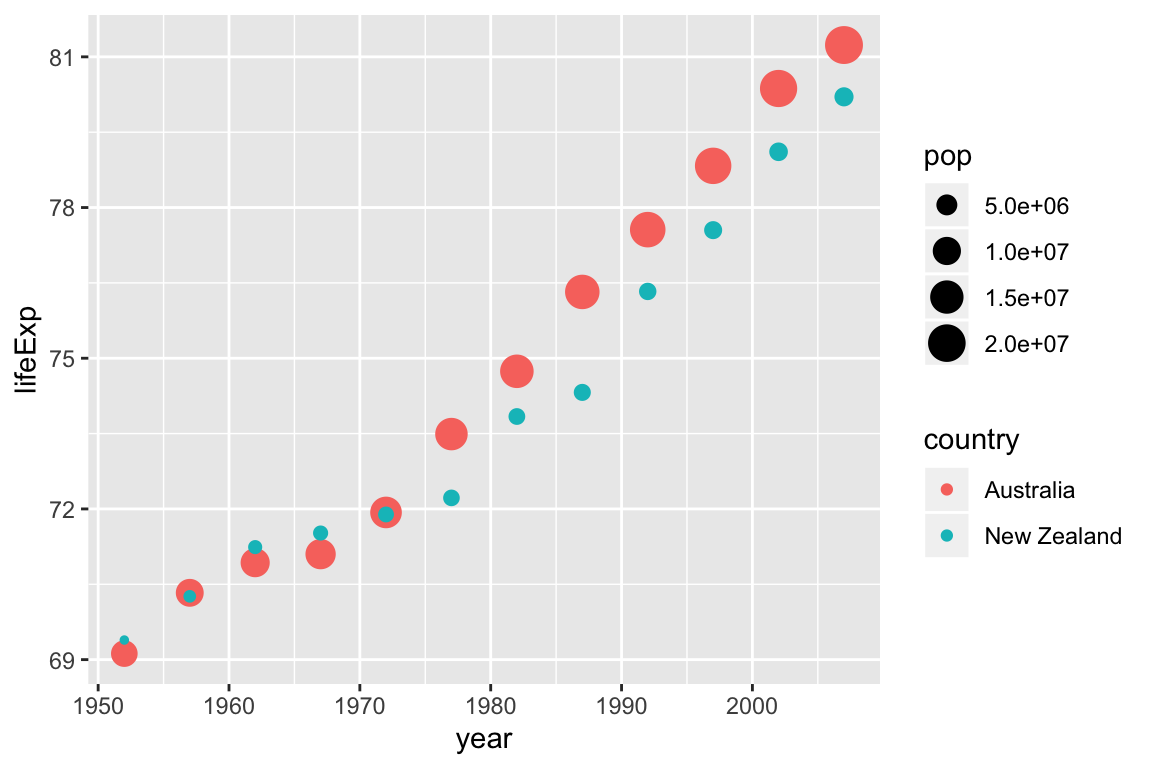 81
78
75
72
69
lifeExp
1950 1960 1970 1980 1990 2000
year
pop
5.0e+06
1.0e+07
1.5e+07
2.0e+07
country
Australia
New Zealand